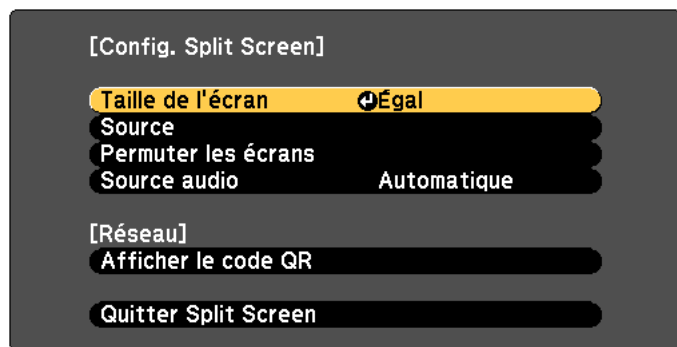 [Config. Split Screen]
Taille de l'écran Égal
Source
Permuter les écrans
Source audio Automatique
[Réseau]
Afficher le code QR
Quitter Split Screen